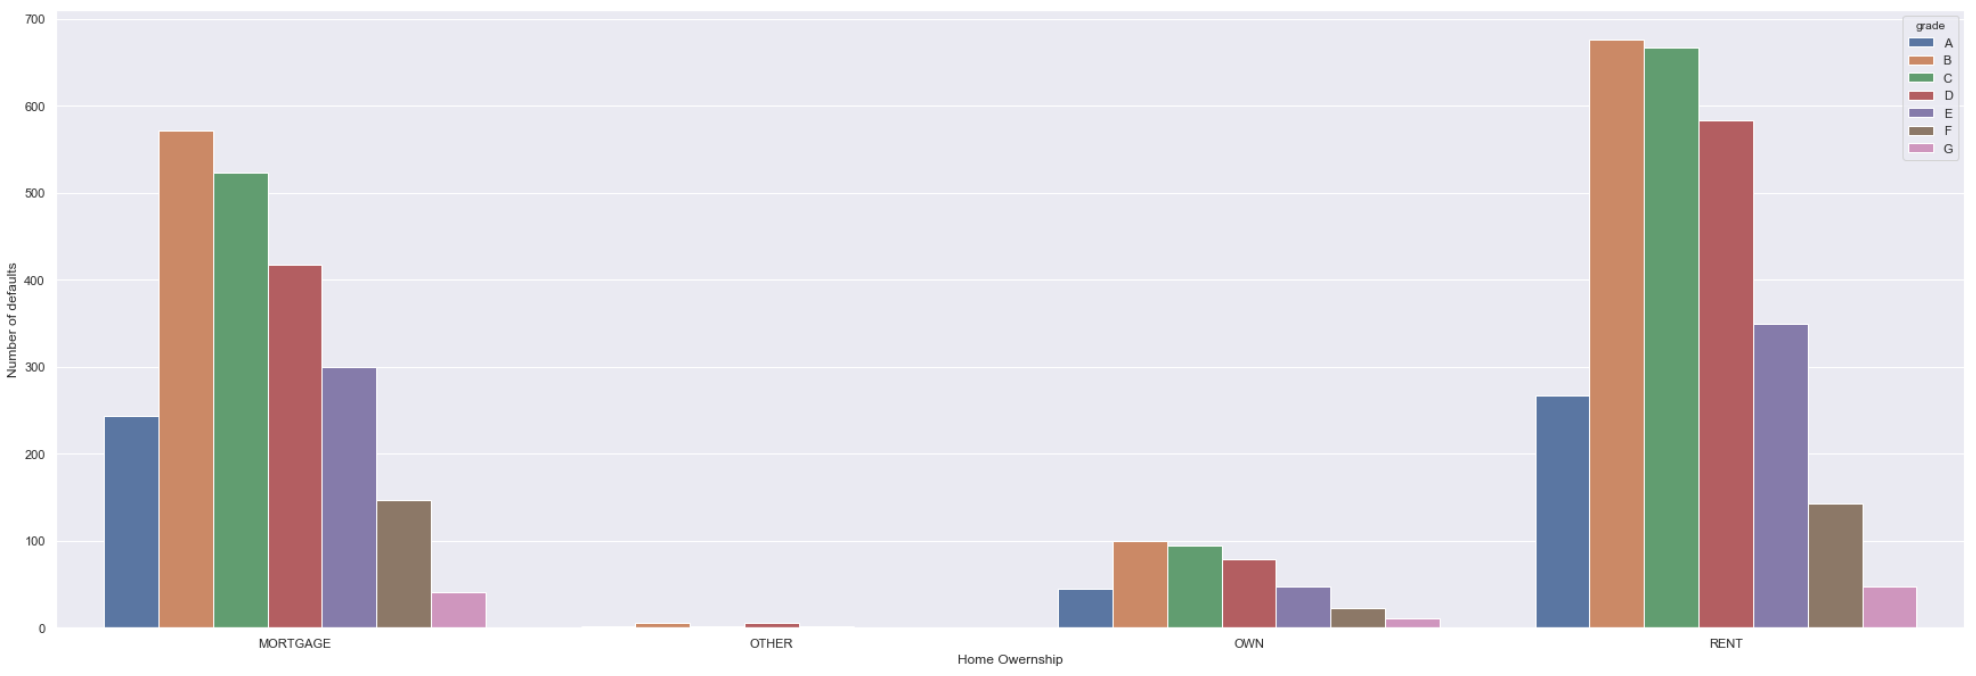 700
600
500
400
300
200
100
0
Number of defaults
MORTGAGE
OTHER
OWN
RENT
Home Owernship
grade
A
B
C
D
E
F
G